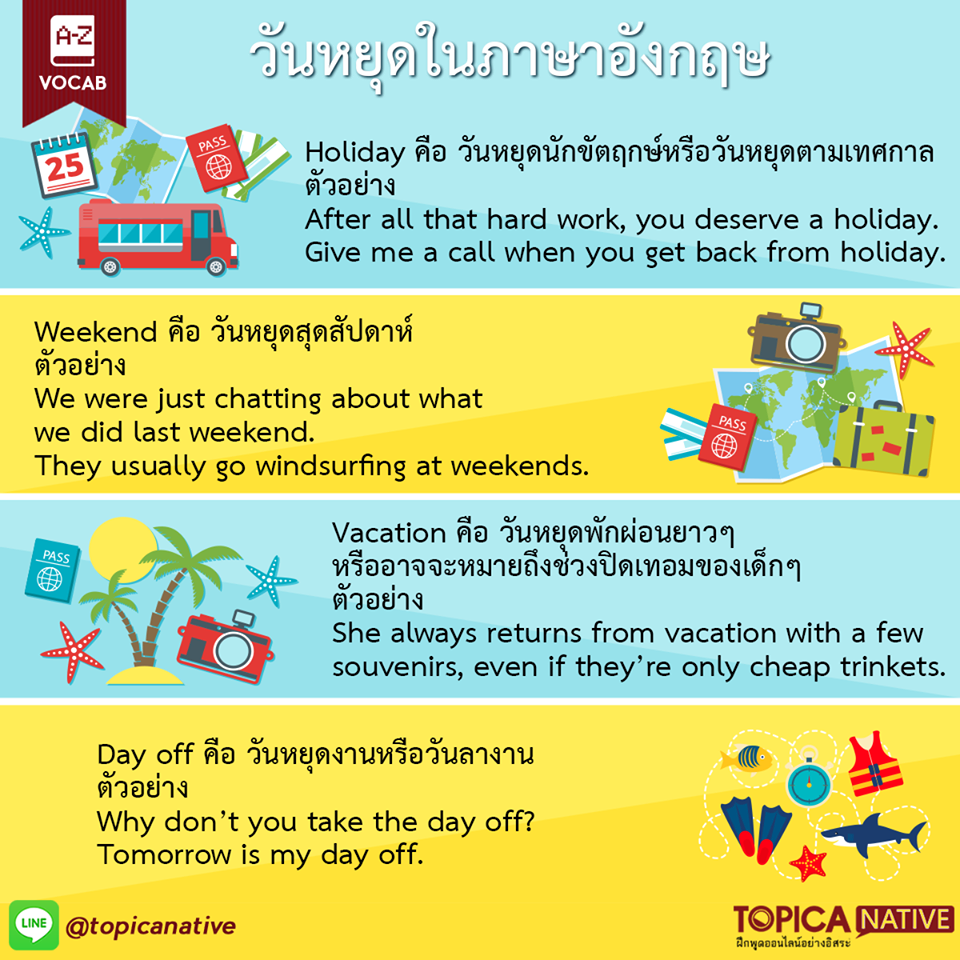 A-Z
VOCAB
วันหยุดในภาษาอังกฤษ
25
PASS
Holiday คือ วันหยุดนักขัตฤกษ์หรือวันหยุดตามเทศกาล
ตัวอย่าง
After all that hard work, you deserve a holiday.
Give me a call when you get back from holiday.
Weekend คือ วันหยุดสุดสัปดาห์
ตัวอย่าง
We were just chatting about what
we did last weekend.
They usually go windsurfing at weekends.
PASS
PASS
Vacation คือ วันหยุดพักผ่อนยาวๆ
หรืออาจจะหมายถึงช่วงปิดเทอมของเด็กๆ
ตัวอย่าง
She always returns from vacation with a few
souvenirs, even if they’re only cheap trinkets.
Day off คือ วันหยุดงานหรือวันลางาน
ตัวอย่าง
Why don’t you take the day off?
Tomorrow is my day off.
LINE
@topicanative
TOPICA NATIVE
ฝึกพูดออนไลน์อย่างอิสระ